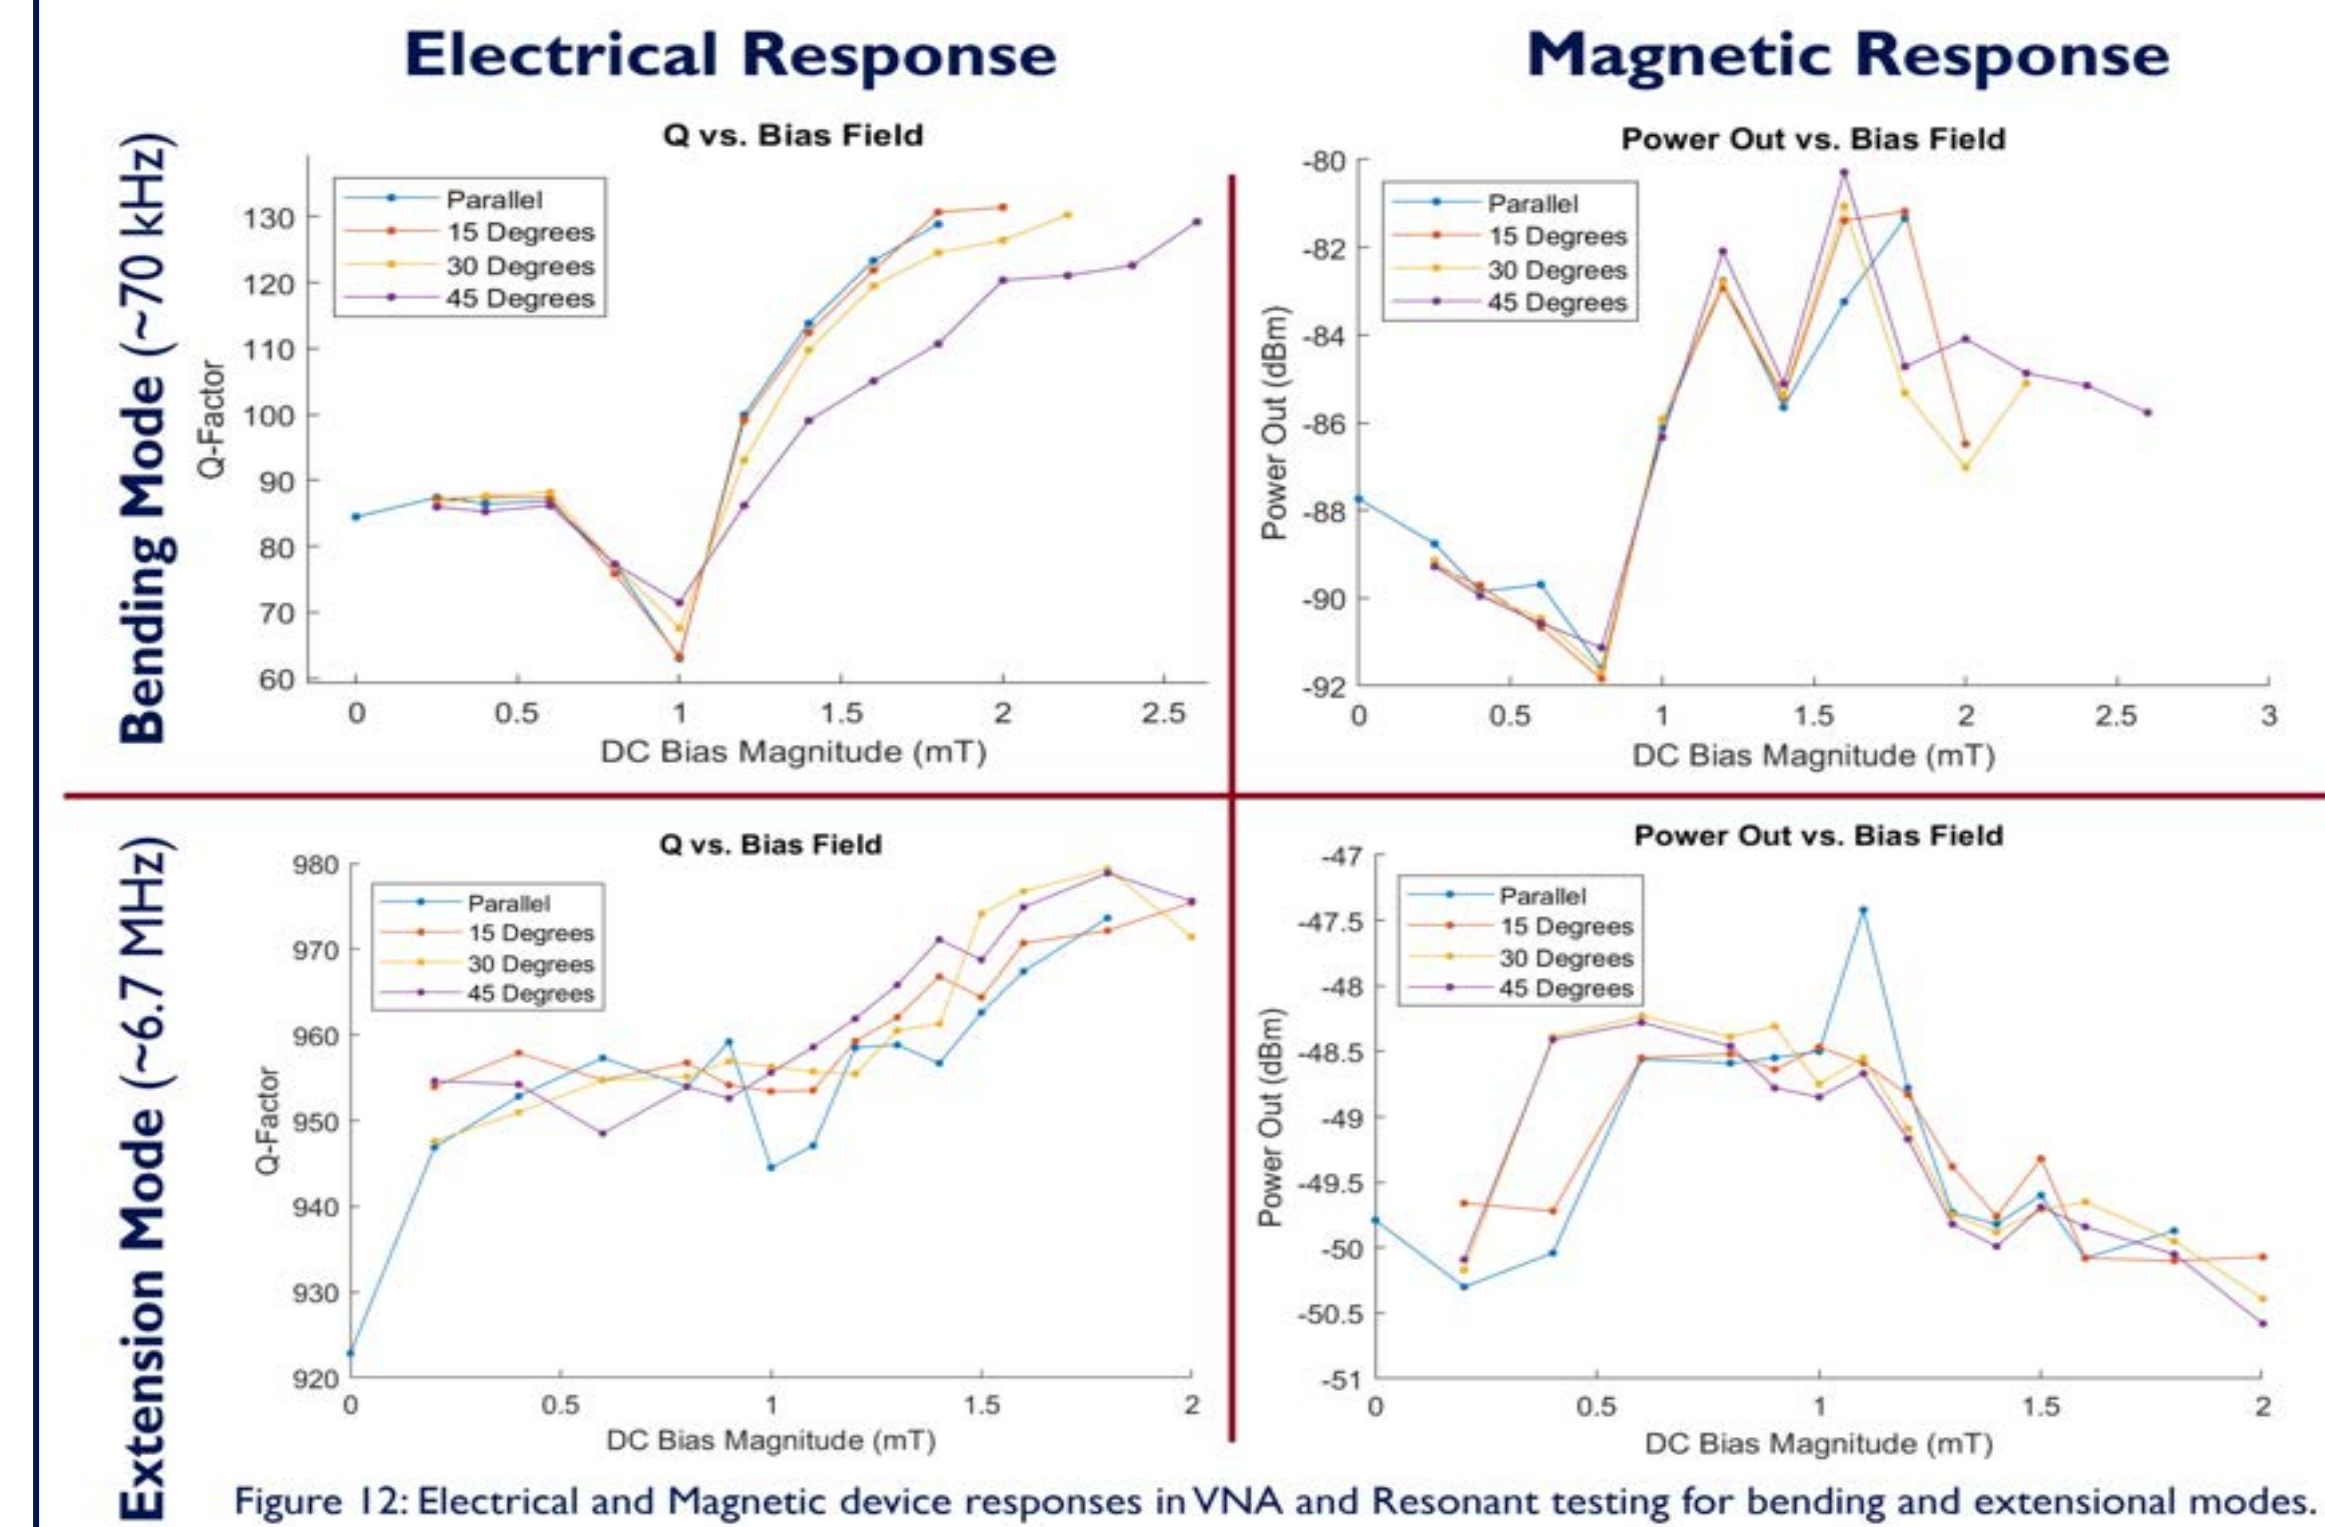 Electrical Response
Magnetic Response
Bending Mode (~70 kHz)
Q vs. Bias Field
Parallel
15 Degrees
30 Degrees
45 Degrees
Q-Factor
130
120
110
100
90
80
70
60
0 0.5 1 1.5 2 2.5
DC Bias Magnitude (mT)
Power Out vs. Bias Field
Parallel
15 Degrees
30 Degrees
45 Degrees
Power Out (dBm)
-80
-82
-84
-86
-88
-90
-92
0 0.5 1 1.5 2 2.5 3
DC Bias Magnitude (mT)
Extension Mode (~6.7 MHz)
Q vs. Bias Field
Parallel
15 Degrees
30 Degrees
45 Degrees
Q-Factor
980
970
960
950
940
930
920
0 0.5 1 1.5 2
DC Bias Magnitude (mT)
Power Out vs. Bias Field
Parallel
15 Degrees
30 Degrees
45 Degrees
Power Out (dBm)
-47
-47.5
-48
-48.5
-49
-49.5
-50
-50.5
-51
0 0.5 1 1.5 2
DC Bias Magnitude (mT)
Figure 12: Electrical and Magnetic device responses in VNA and Resonant testing for bending and extensional modes.